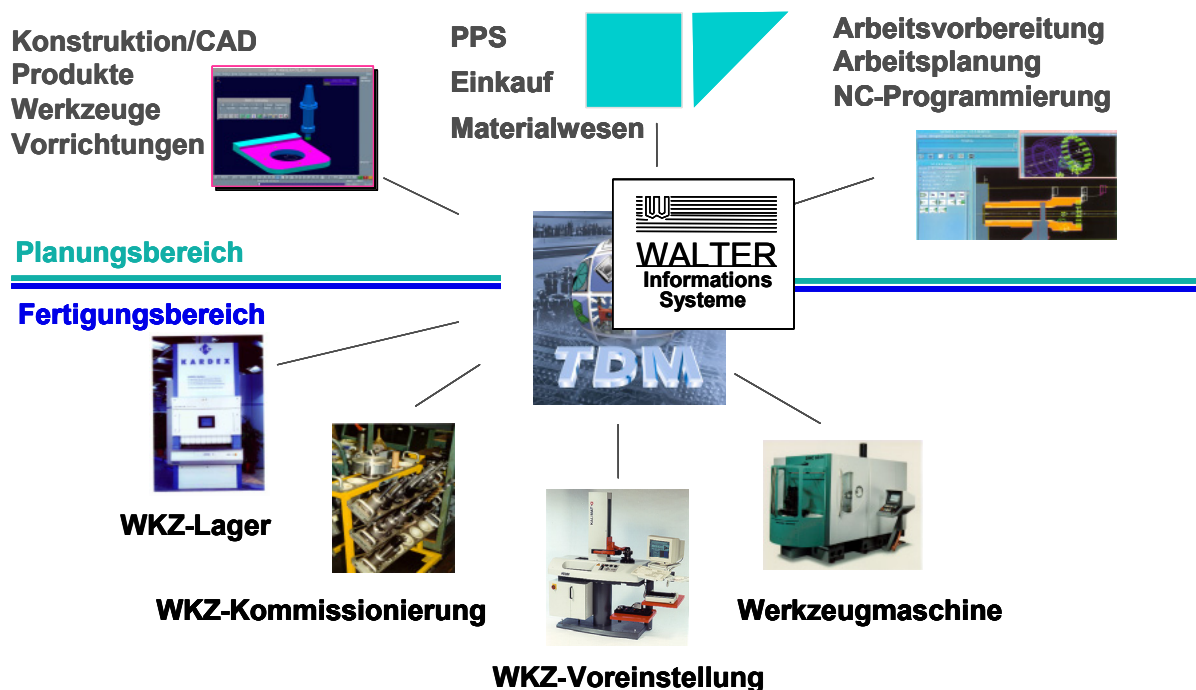 Konstruktion/CAD
Produkte
Werkzeuge
Vorrichtungen
PPS
Einkauf
Materialwesen
Arbeitsvorbereitung
Arbeitsplanung
NC-Programmierung
Planungsbereich
Fertigungsbereich
W
WALTER
Informations
Systeme
TDM
KARDEX
WKZ-Lager
WKZ-Kommissionierung
WKZ-Voreinstellung
Werkzeugmaschine